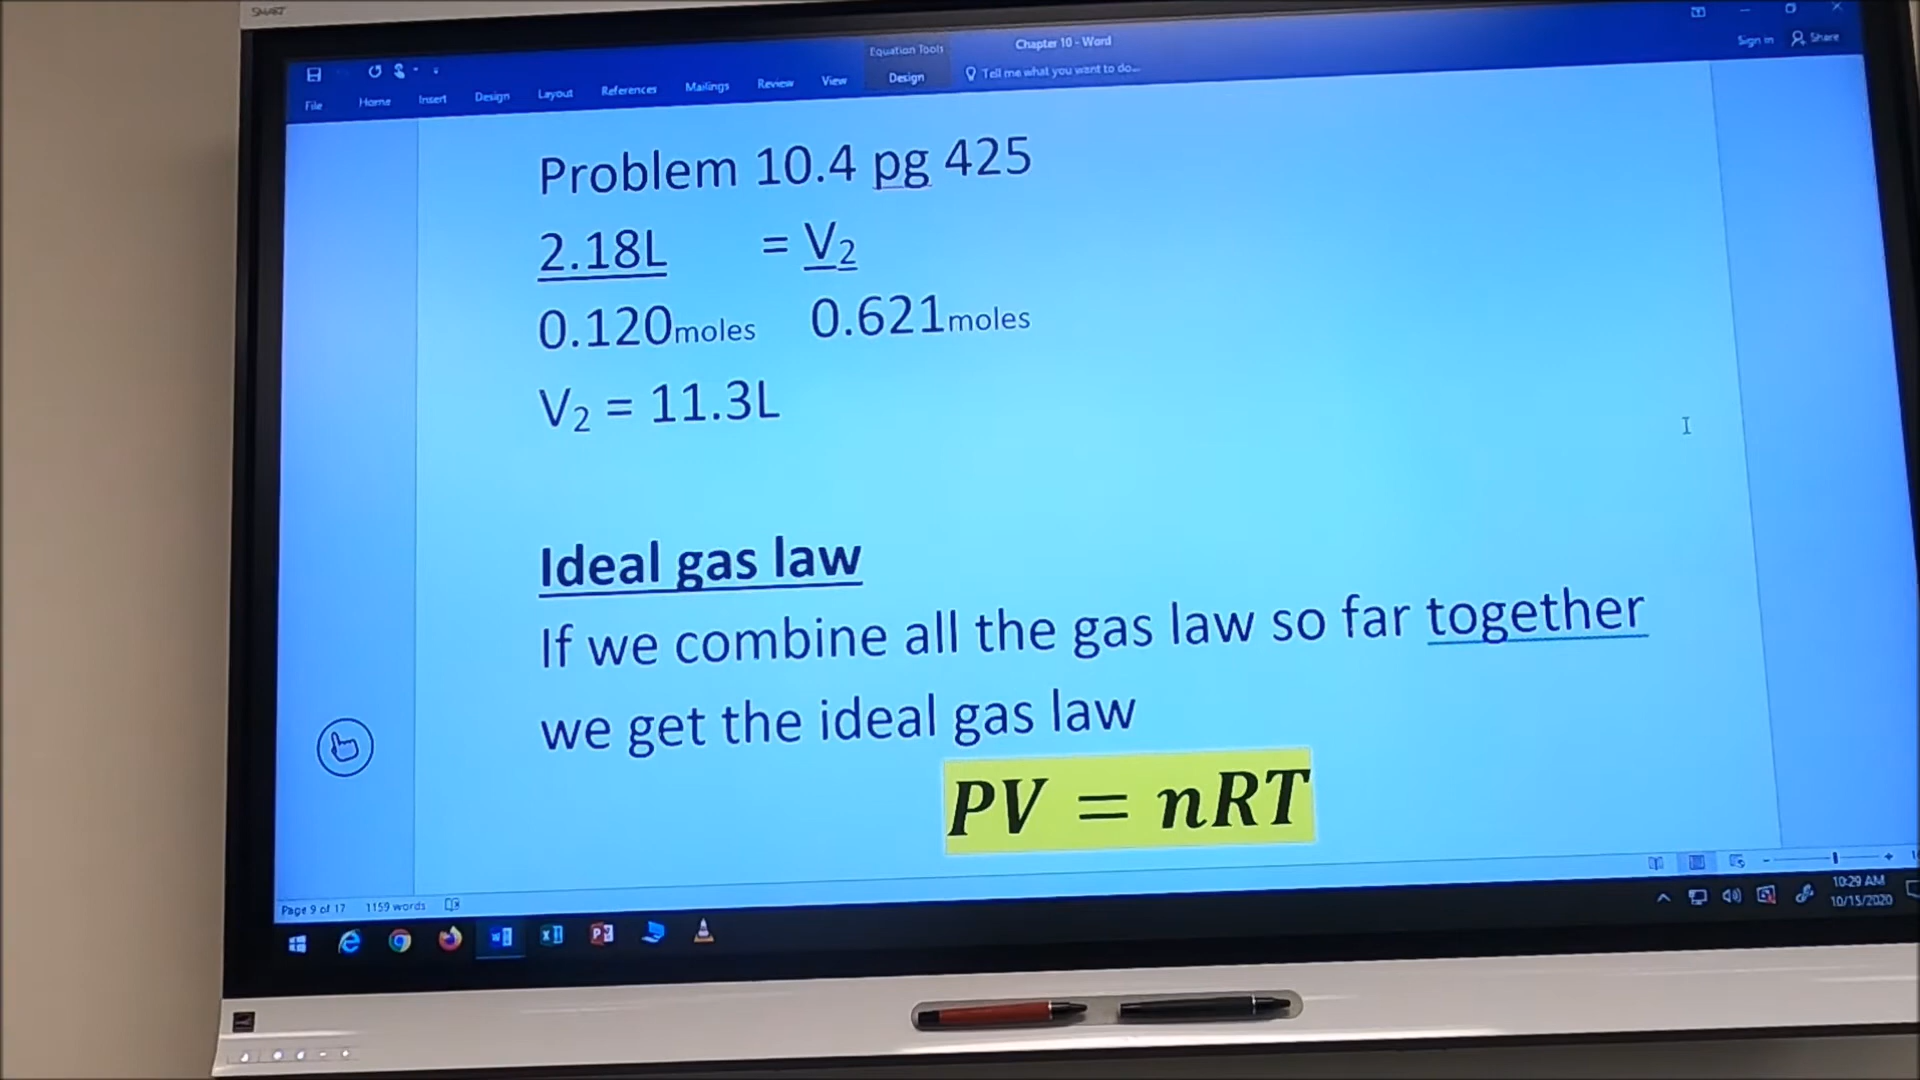 SMART
Equation Tools
Chapter 10 - Word
Sign in Share
File Home Insert Design Layout References Mailings Review View Design Tell me what you want to do...
Problem 10.4 pg 425
2.18L = V₂
0.120moles 0.621moles
V₂ = 11.3L
Ideal gas law
If we combine all the gas law so far together
we get the ideal gas law
PV = nRT
Page 9 of 17 1159 words
10:29 AM
10/15/2020